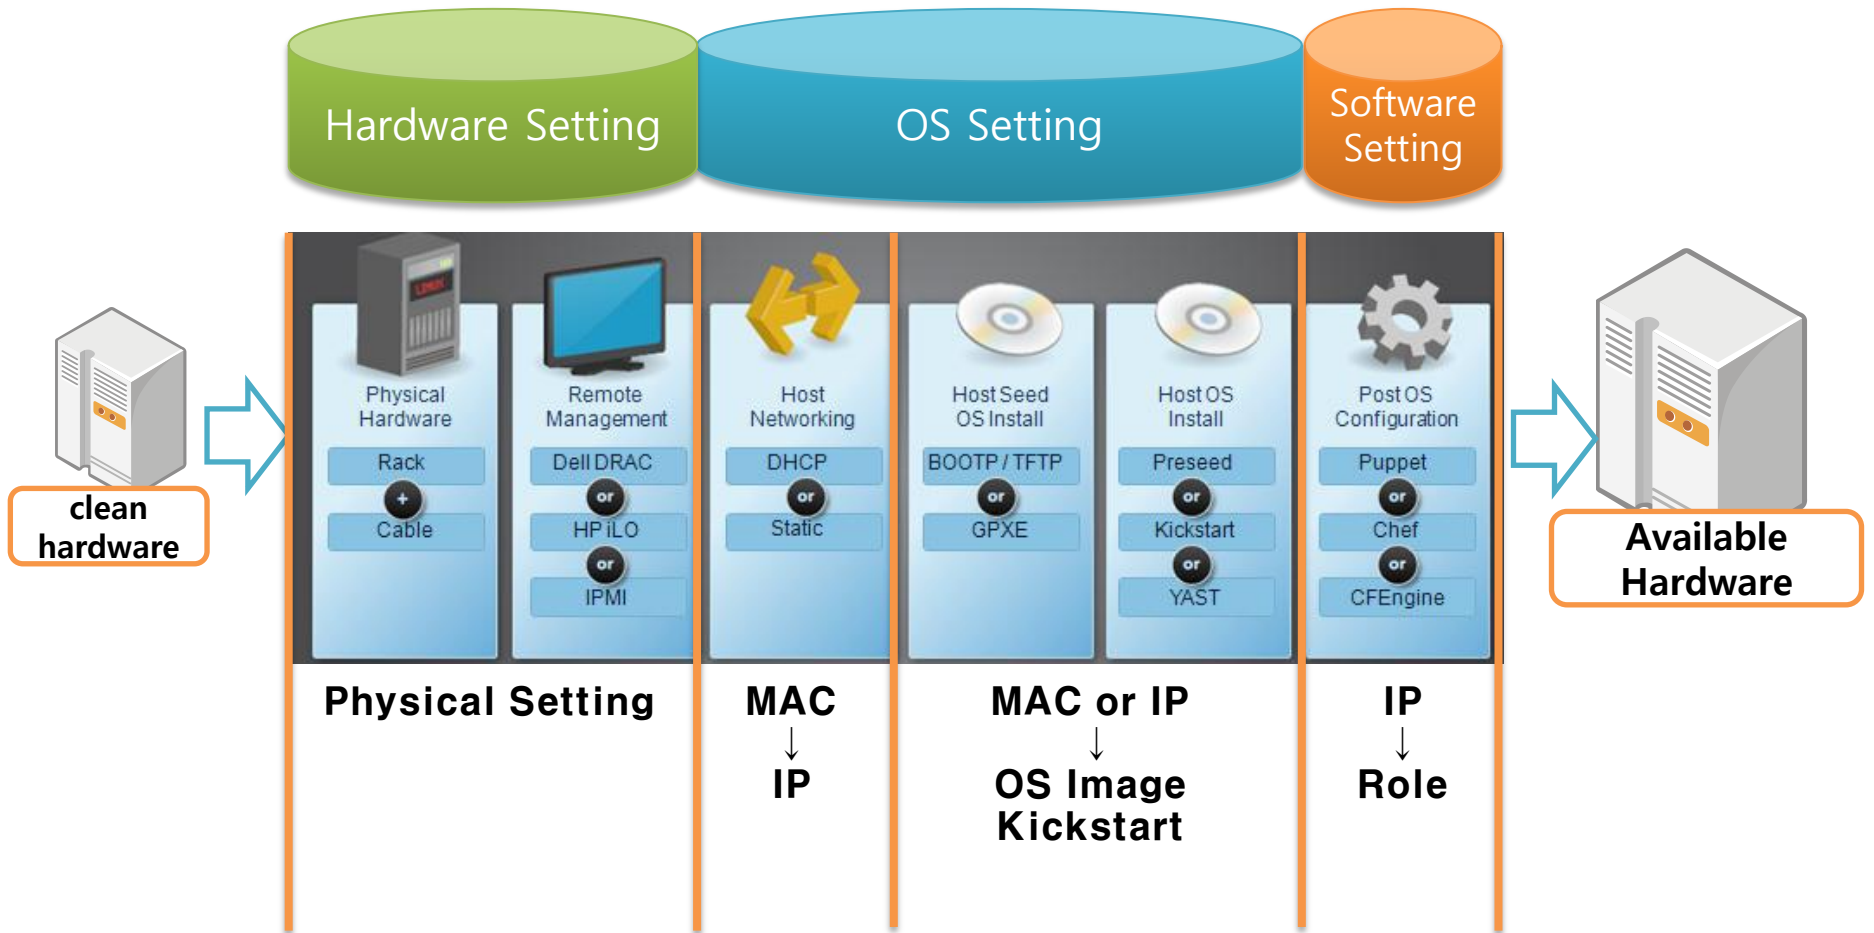 Hardware Setting
OS Setting
Software
Setting
LINUX
Physical
Hardware
Rack
+
Cable
Remote
Management
Dell DRAC
or
HP iLO
or
IPMI
Host
Networking
DHCP
or
Static
Host Seed
OS Install
BOOTP / TFTP
or
GPXE
Host OS
Install
Preseed
or
Kickstart
or
YAST
Post OS
Configuration
Puppet
or
Chef
or
CFEngine
clean
hardware
Available
Hardware
Physical Setting
MAC
↓
IP
MAC or IP
↓
OS Image
Kickstart
IP
↓
Role